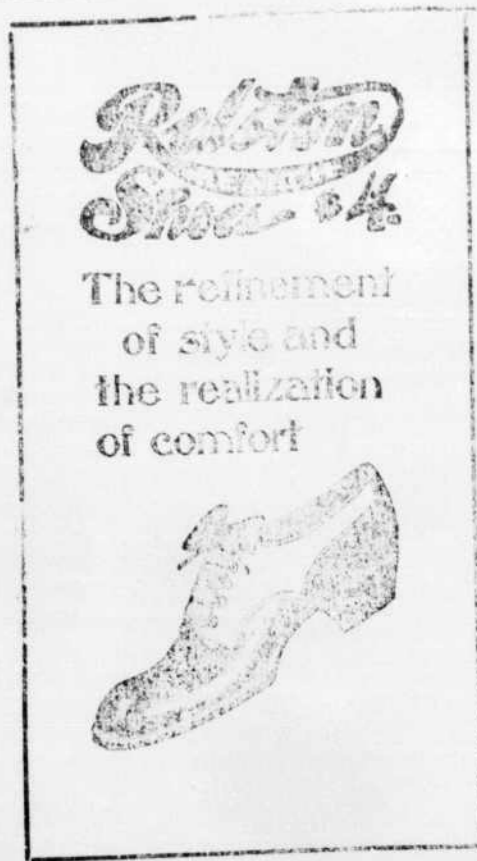 Ralston
Shoes $4.
The refinement
of style and
the realization
of comfort